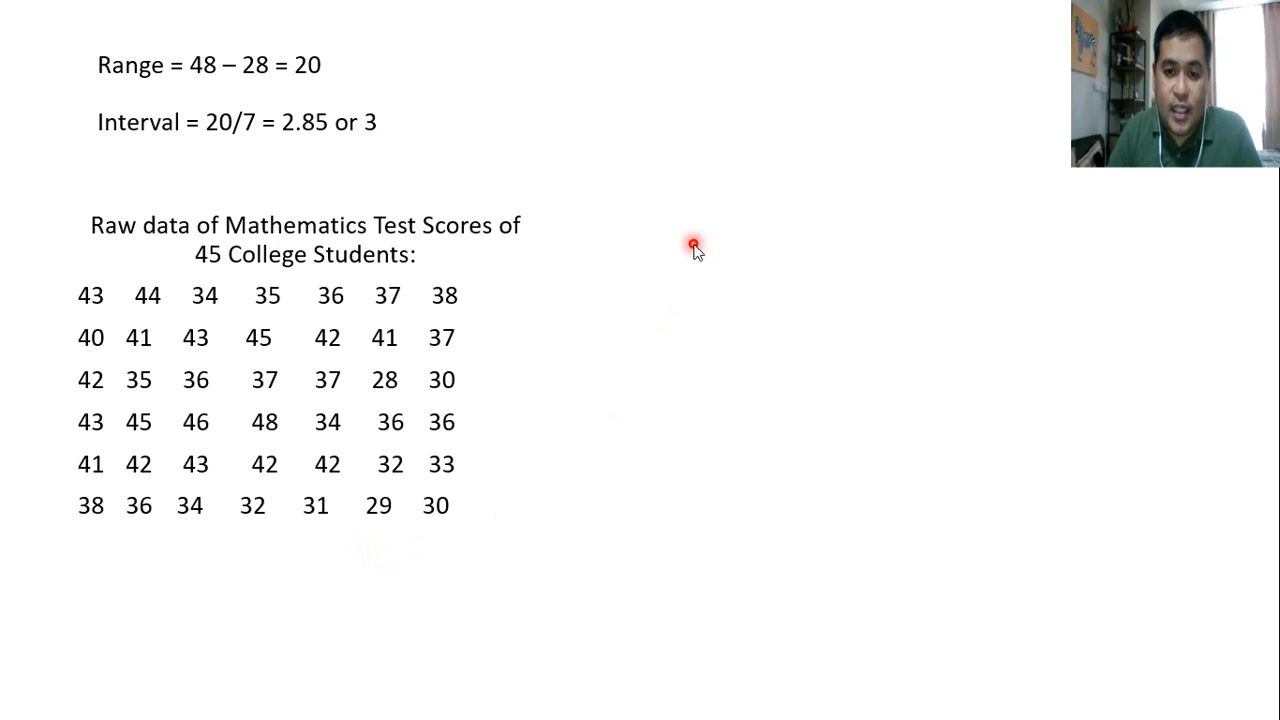 Range = 48 – 28 = 20
Interval = 20/7 = 2.85 or 3
Raw data of Mathematics Test Scores of
45 College Students:
43 44 34 35 36 37 38
40 41 43 45 42 41 37
42 35 36 37 37 28 30
43 45 46 48 34 36 36
41 42 43 42 42 32 33
38 36 34 32 31 29 30